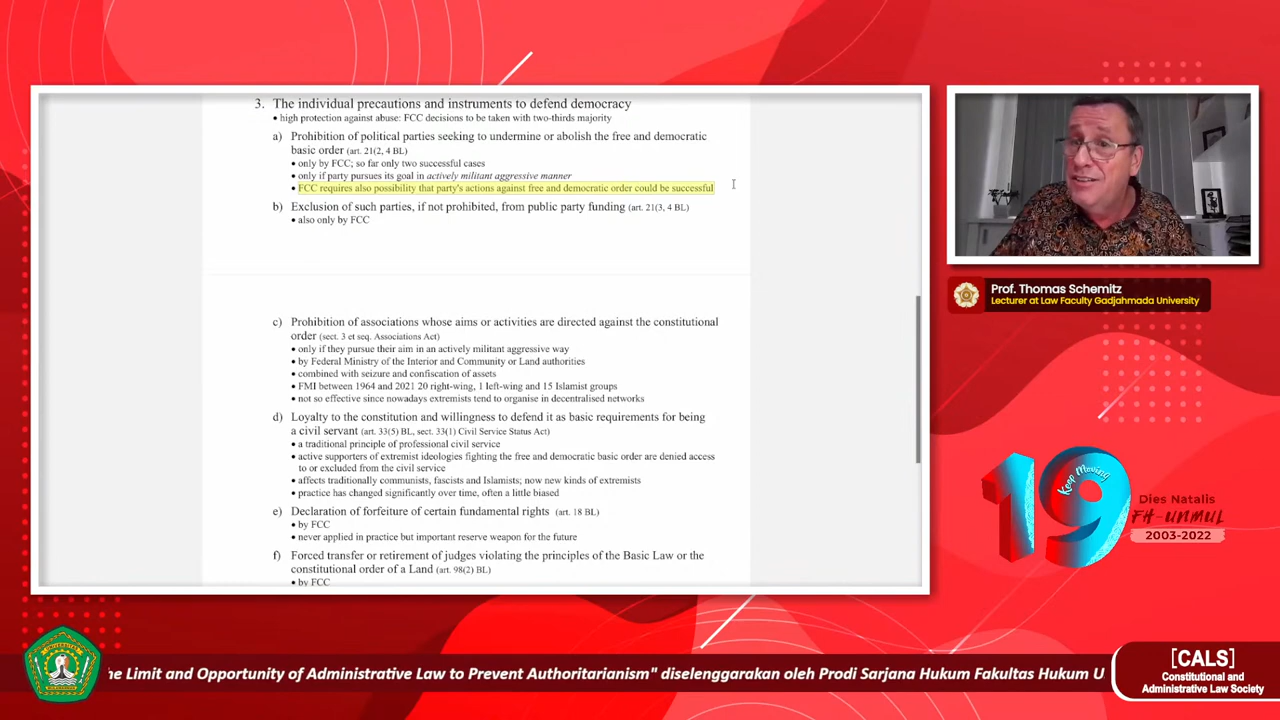 3. The individual precautions and instruments to defend democracy
• high protection against abuse: FCC decisions to be taken with two-thirds majority
a) Prohibition of political parties seeking to undermine or abolish the free and democratic
basic order (art. 21(2, 4 BL)
• only by FCC; so far only two successful cases
• only if party pursues its goal in actively militant aggressive manner
• FCC requires also possibility that party's actions against free and democratic order could be successful
b) Exclusion of such parties, if not prohibited, from public party funding (art. 21(3, 4 BL)
• also only by FCC
c) Prohibition of associations whose aims or activities are directed against the constitutional
order (sect. 3 et seq. Associations Act)
• only if they pursue their aim in an actively militant aggressive way
• by Federal Ministry of the Interior and Community or Land authorities
• combined with seizure and confiscation of assets
• FMI between 1964 and 2021 20 right-wing, 1 left-wing and 15 Islamist groups
• not so effective since nowadays extremists tend to organise in decentralised networks
d) Loyalty to the constitution and willingness to defend it as basic requirements for being
a civil servant (art. 33(5) BL, sect. 33(1) Civil Service Status Act)
• a traditional principle of professional civil service
• active supporters of extremist ideologies fighting the free and democratic basic order are denied access
to or excluded from the civil service
• affects traditionally communists, fascists and Islamists; now new kinds of extremists
• practice has changed significantly over time, often a little biased
e) Declaration of forfeiture of certain fundamental rights (art. 18 BL)
• by FCC
• never applied in practice but important reserve weapon for the future
f) Forced transfer or retirement of judges violating the principles of the Basic Law or the
constitutional order of a Land (art. 98(2) BL)
• by FCC
Prof. Thomas Schemitz
Lecturer at Law Faculty Gadjahmada University
19
Keep Moving
Dies Natalis
FH-UNMUL
2003-2022
he Limit and Opportunity of Administrative Law to Prevent Authoritarianism" diselenggarakan oleh Prodi Sarjana Hukum Fakultas Hukum U
[CALS]
Constitutional and
Administrative Law Society